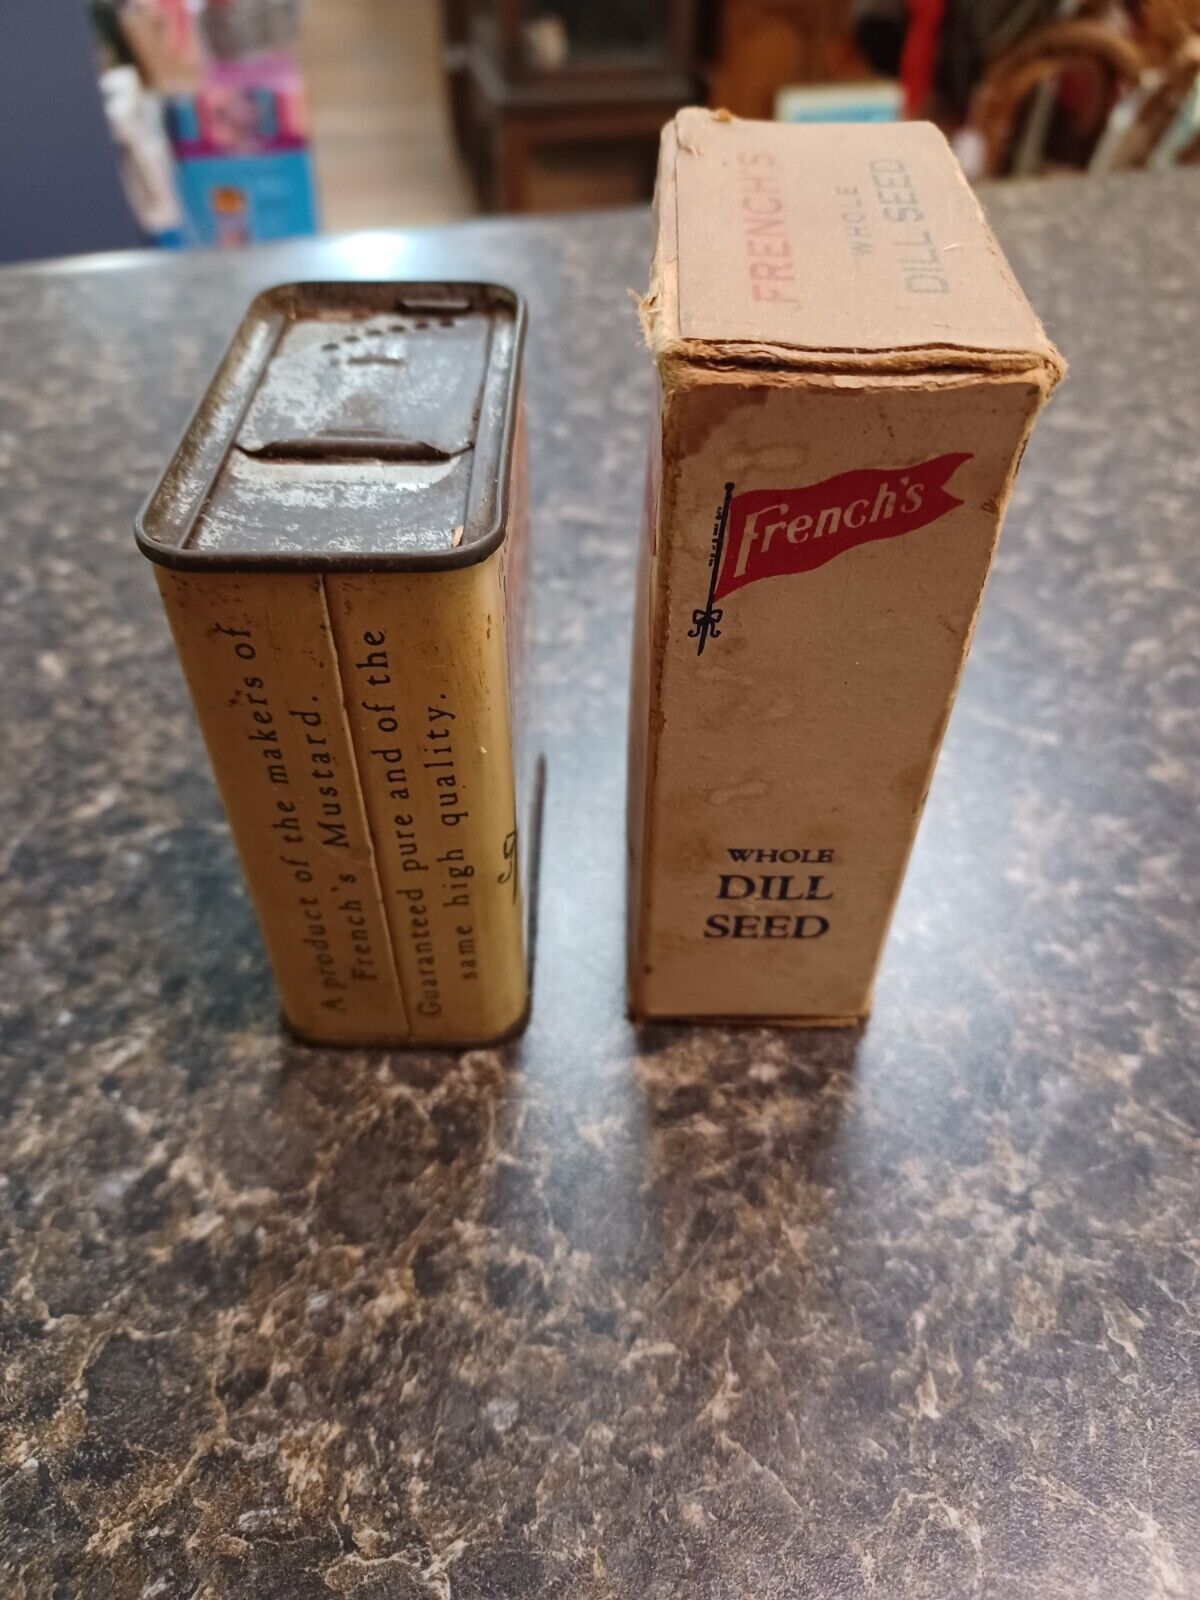 A product of the makers of
French's Mustard.
Guaranteed pure and of the
same high quality.
FRENCH'S
WHOLE
DILL SEED
French's
WHOLE
DILL
SEED